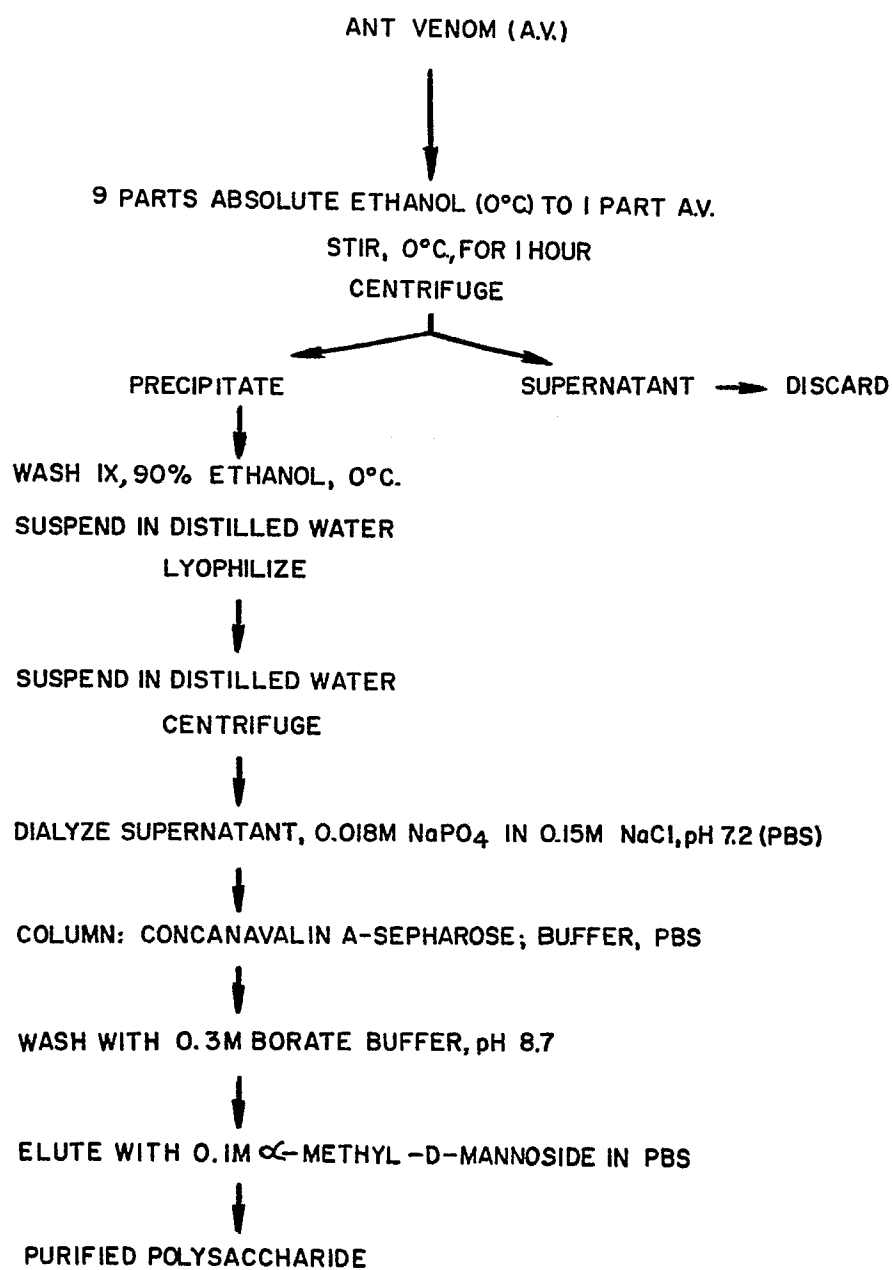 ANT VENOM (A.V.)
9 PARTS ABSOLUTE ETHANOL (0°C) TO 1 PART A.V.
STIR, 0°C., FOR 1 HOUR
CENTRIFUGE
PRECIPITATE
SUPERNATANT → DISCARD
WASH 1X, 90% ETHANOL, 0°C.
SUSPEND IN DISTILLED WATER
LYOPHILIZE
SUSPEND IN DISTILLED WATER
CENTRIFUGE
DIALYZE SUPERNATANT, 0.018M NaPO₄ IN 0.15M NaCl, pH 7.2 (PBS)
COLUMN: CONCANAVALIN A-SEPHAROSE; BUFFER, PBS
WASH WITH 0.3M BORATE BUFFER, pH 8.7
ELUTE WITH 0.1M ∝-METHYL-D-MANNOSIDE IN PBS
PURIFIED POLYSACCHARIDE